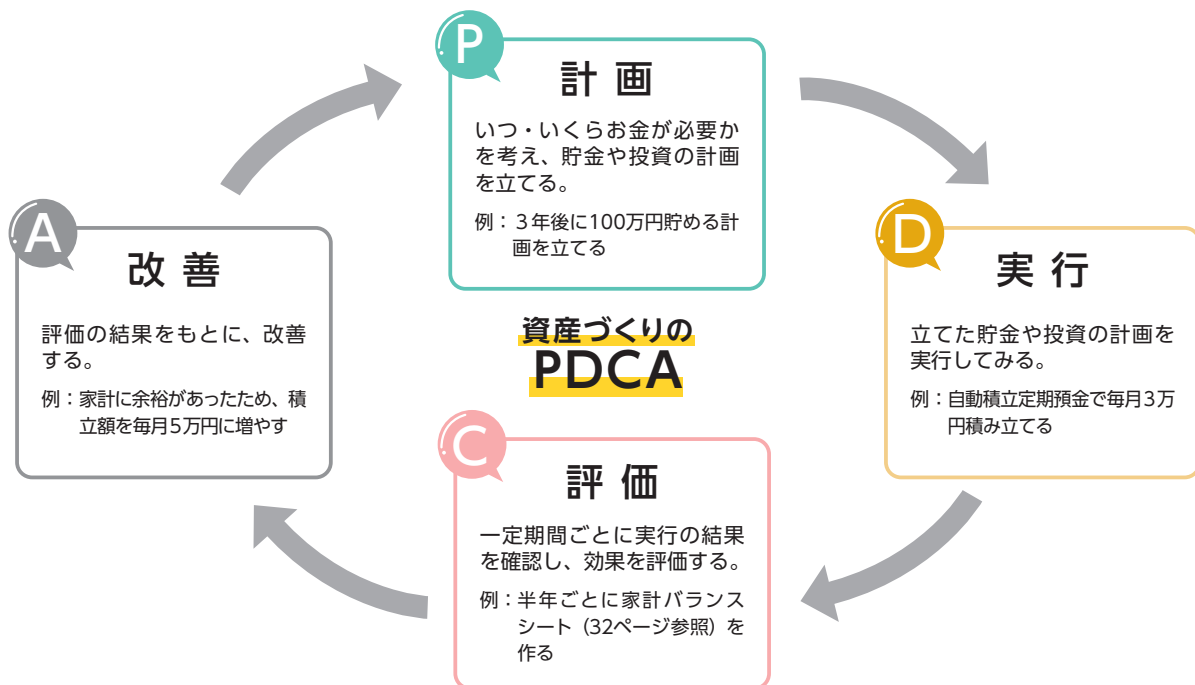 P
計画
いつ・いくらお金が必要か
を考え、貯金や投資の計画
を立てる。
例：３年後に100万円貯める計
画を立てる
D
実行
立てた貯金や投資の計画を
実行してみる。
例：自動積立定期預金で毎月3万
円積み立てる
C
評価
一定期間ごとに実行の結果
を確認し、効果を評価する。
例：半年ごとに家計バランス
シート（32ページ参照）を
作る
A
改善
評価の結果をもとに、改善
する。
例：家計に余裕があったため、積
立額を毎月5万円に増やす
資産づくりの
PDCA